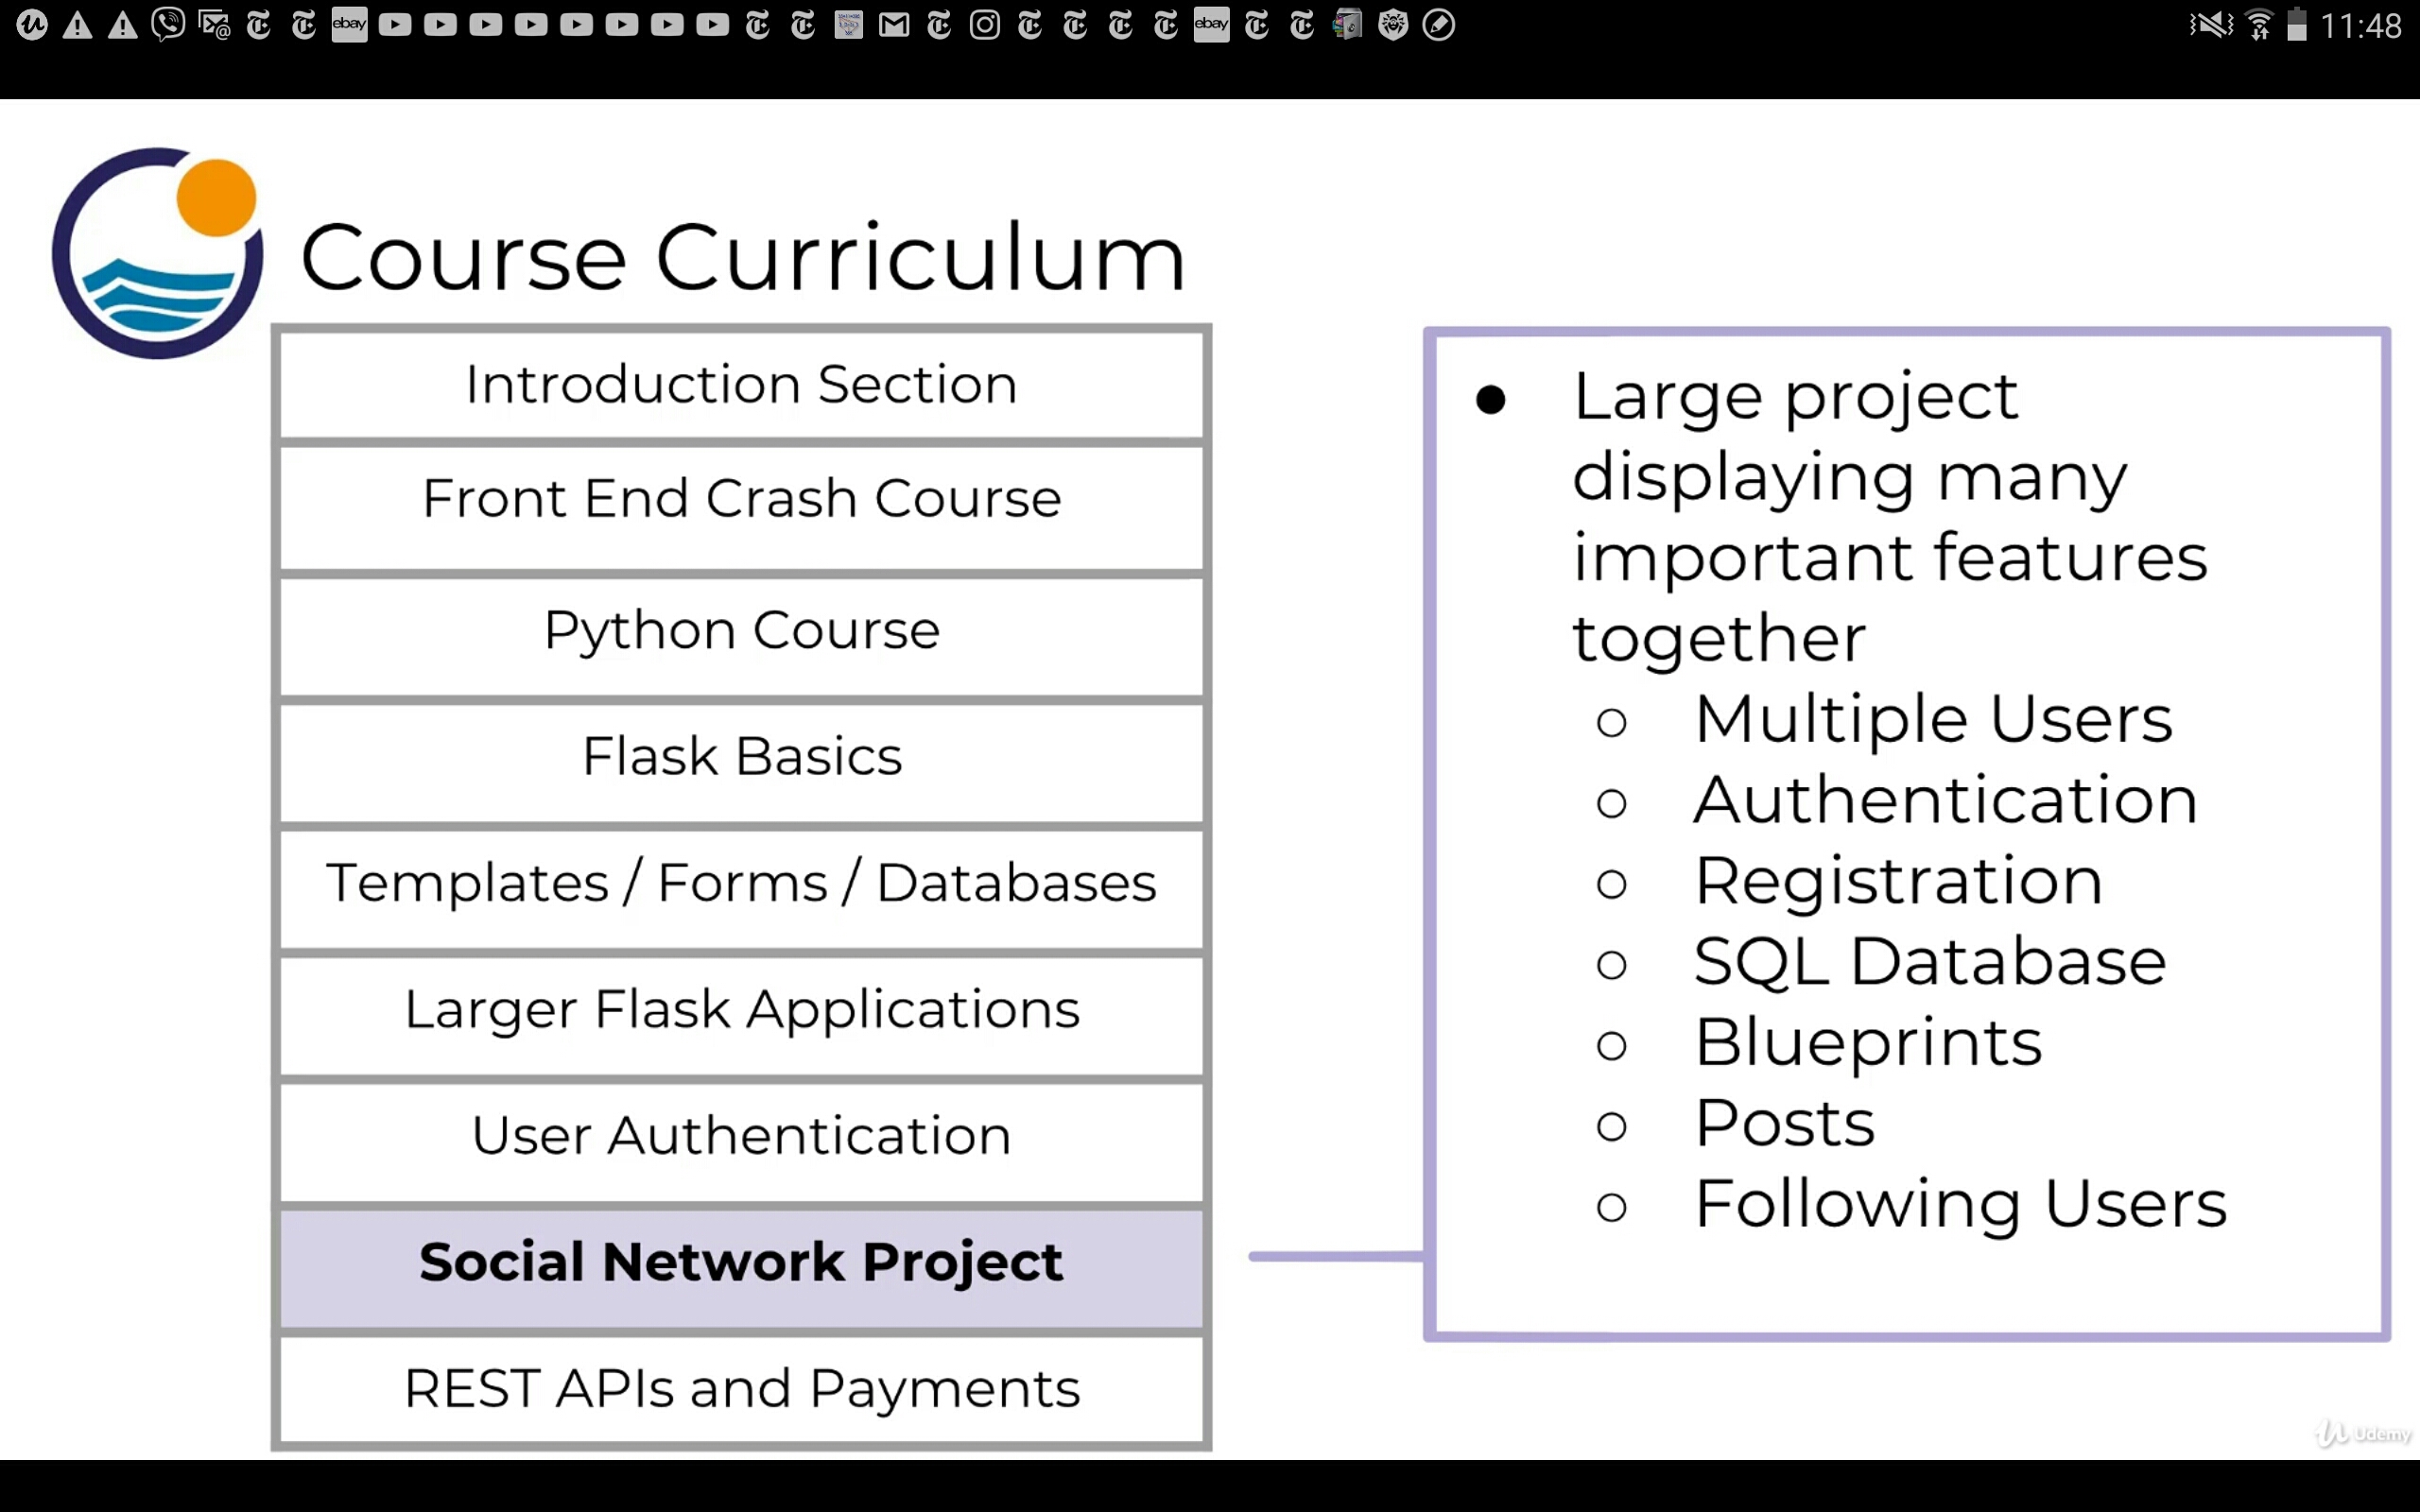 ebay
ebay
11:48
Course Curriculum
Introduction Section
Front End Crash Course
Python Course
Flask Basics
Templates / Forms / Databases
Larger Flask Applications
User Authentication
Social Network Project
REST APIs and Payments
● Large project
displaying many
important features
together
○ Multiple Users
○ Authentication
○ Registration
○ SQL Database
○ Blueprints
○ Posts
○ Following Users
Udemy